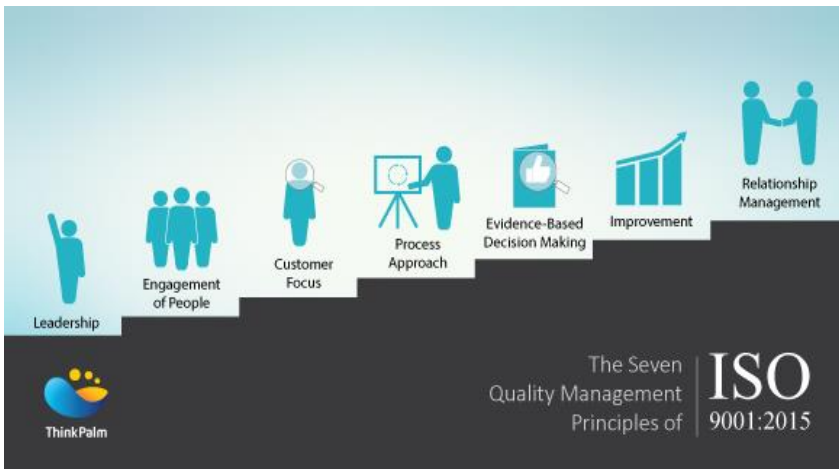 Leadership
Engagement
of People
Customer
Focus
Process
Approach
Evidence-Based
Decision Making
Improvement
Relationship
Management
ThinkPalm
The Seven
Quality Management
Principles of
ISO
9001:2015